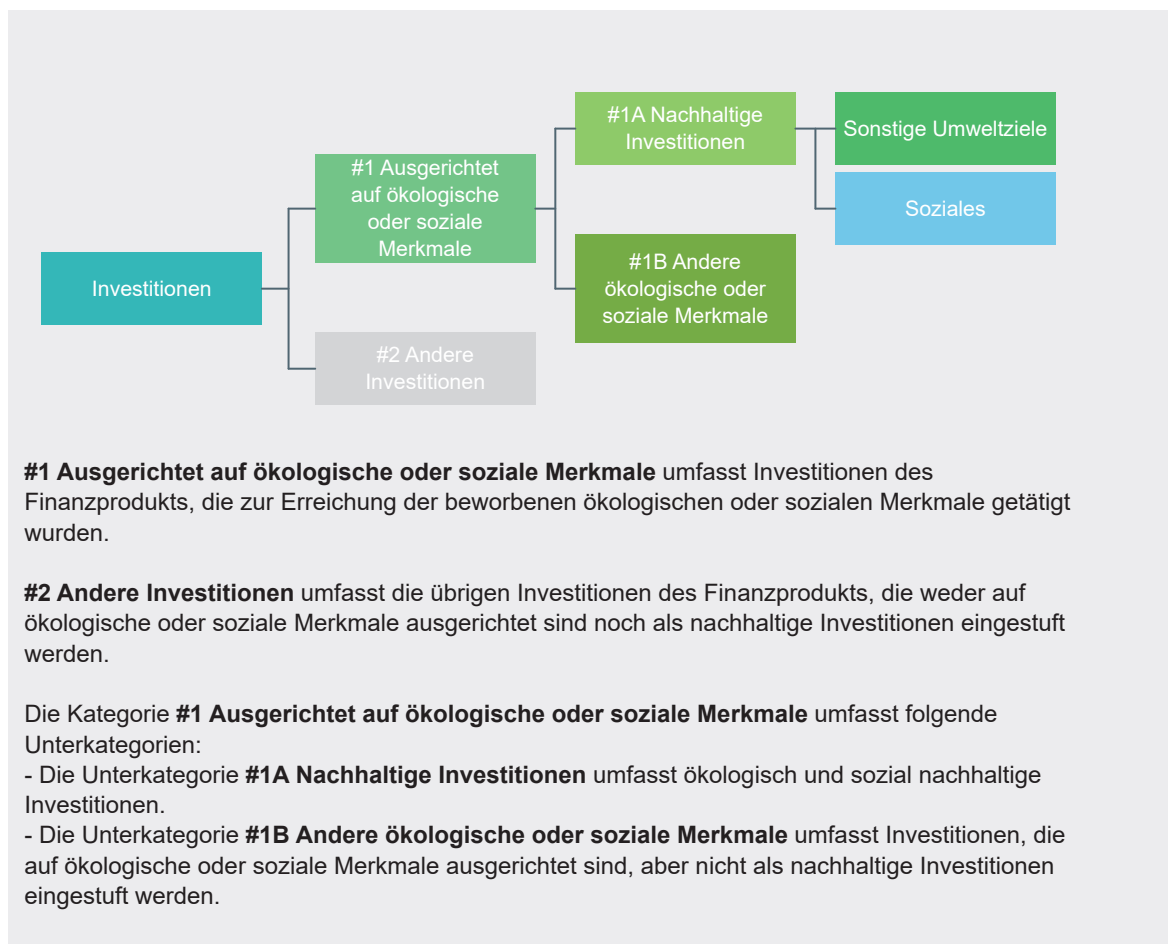 #1A Nachhaltige
Investitionen
Sonstige Umweltziele
#1 Ausgerichtet
auf ökologische
oder soziale
Merkmale
Soziales
#1B Andere
ökologische oder
soziale Merkmale
Investitionen
#2 Andere
Investitionen
#1 Ausgerichtet auf ökologische oder soziale Merkmale umfasst Investitionen des
Finanzprodukts, die zur Erreichung der beworbenen ökologischen oder sozialen Merkmale getätigt
wurden.
#2 Andere Investitionen umfasst die übrigen Investitionen des Finanzprodukts, die weder auf
ökologische oder soziale Merkmale ausgerichtet sind noch als nachhaltige Investitionen eingestuft
werden.
Die Kategorie #1 Ausgerichtet auf ökologische oder soziale Merkmale umfasst folgende
Unterkategorien:
- Die Unterkategorie #1A Nachhaltige Investitionen umfasst ökologisch und sozial nachhaltige
Investitionen.
- Die Unterkategorie #1B Andere ökologische oder soziale Merkmale umfasst Investitionen, die
auf ökologische oder soziale Merkmale ausgerichtet sind, aber nicht als nachhaltige Investitionen
eingestuft werden.